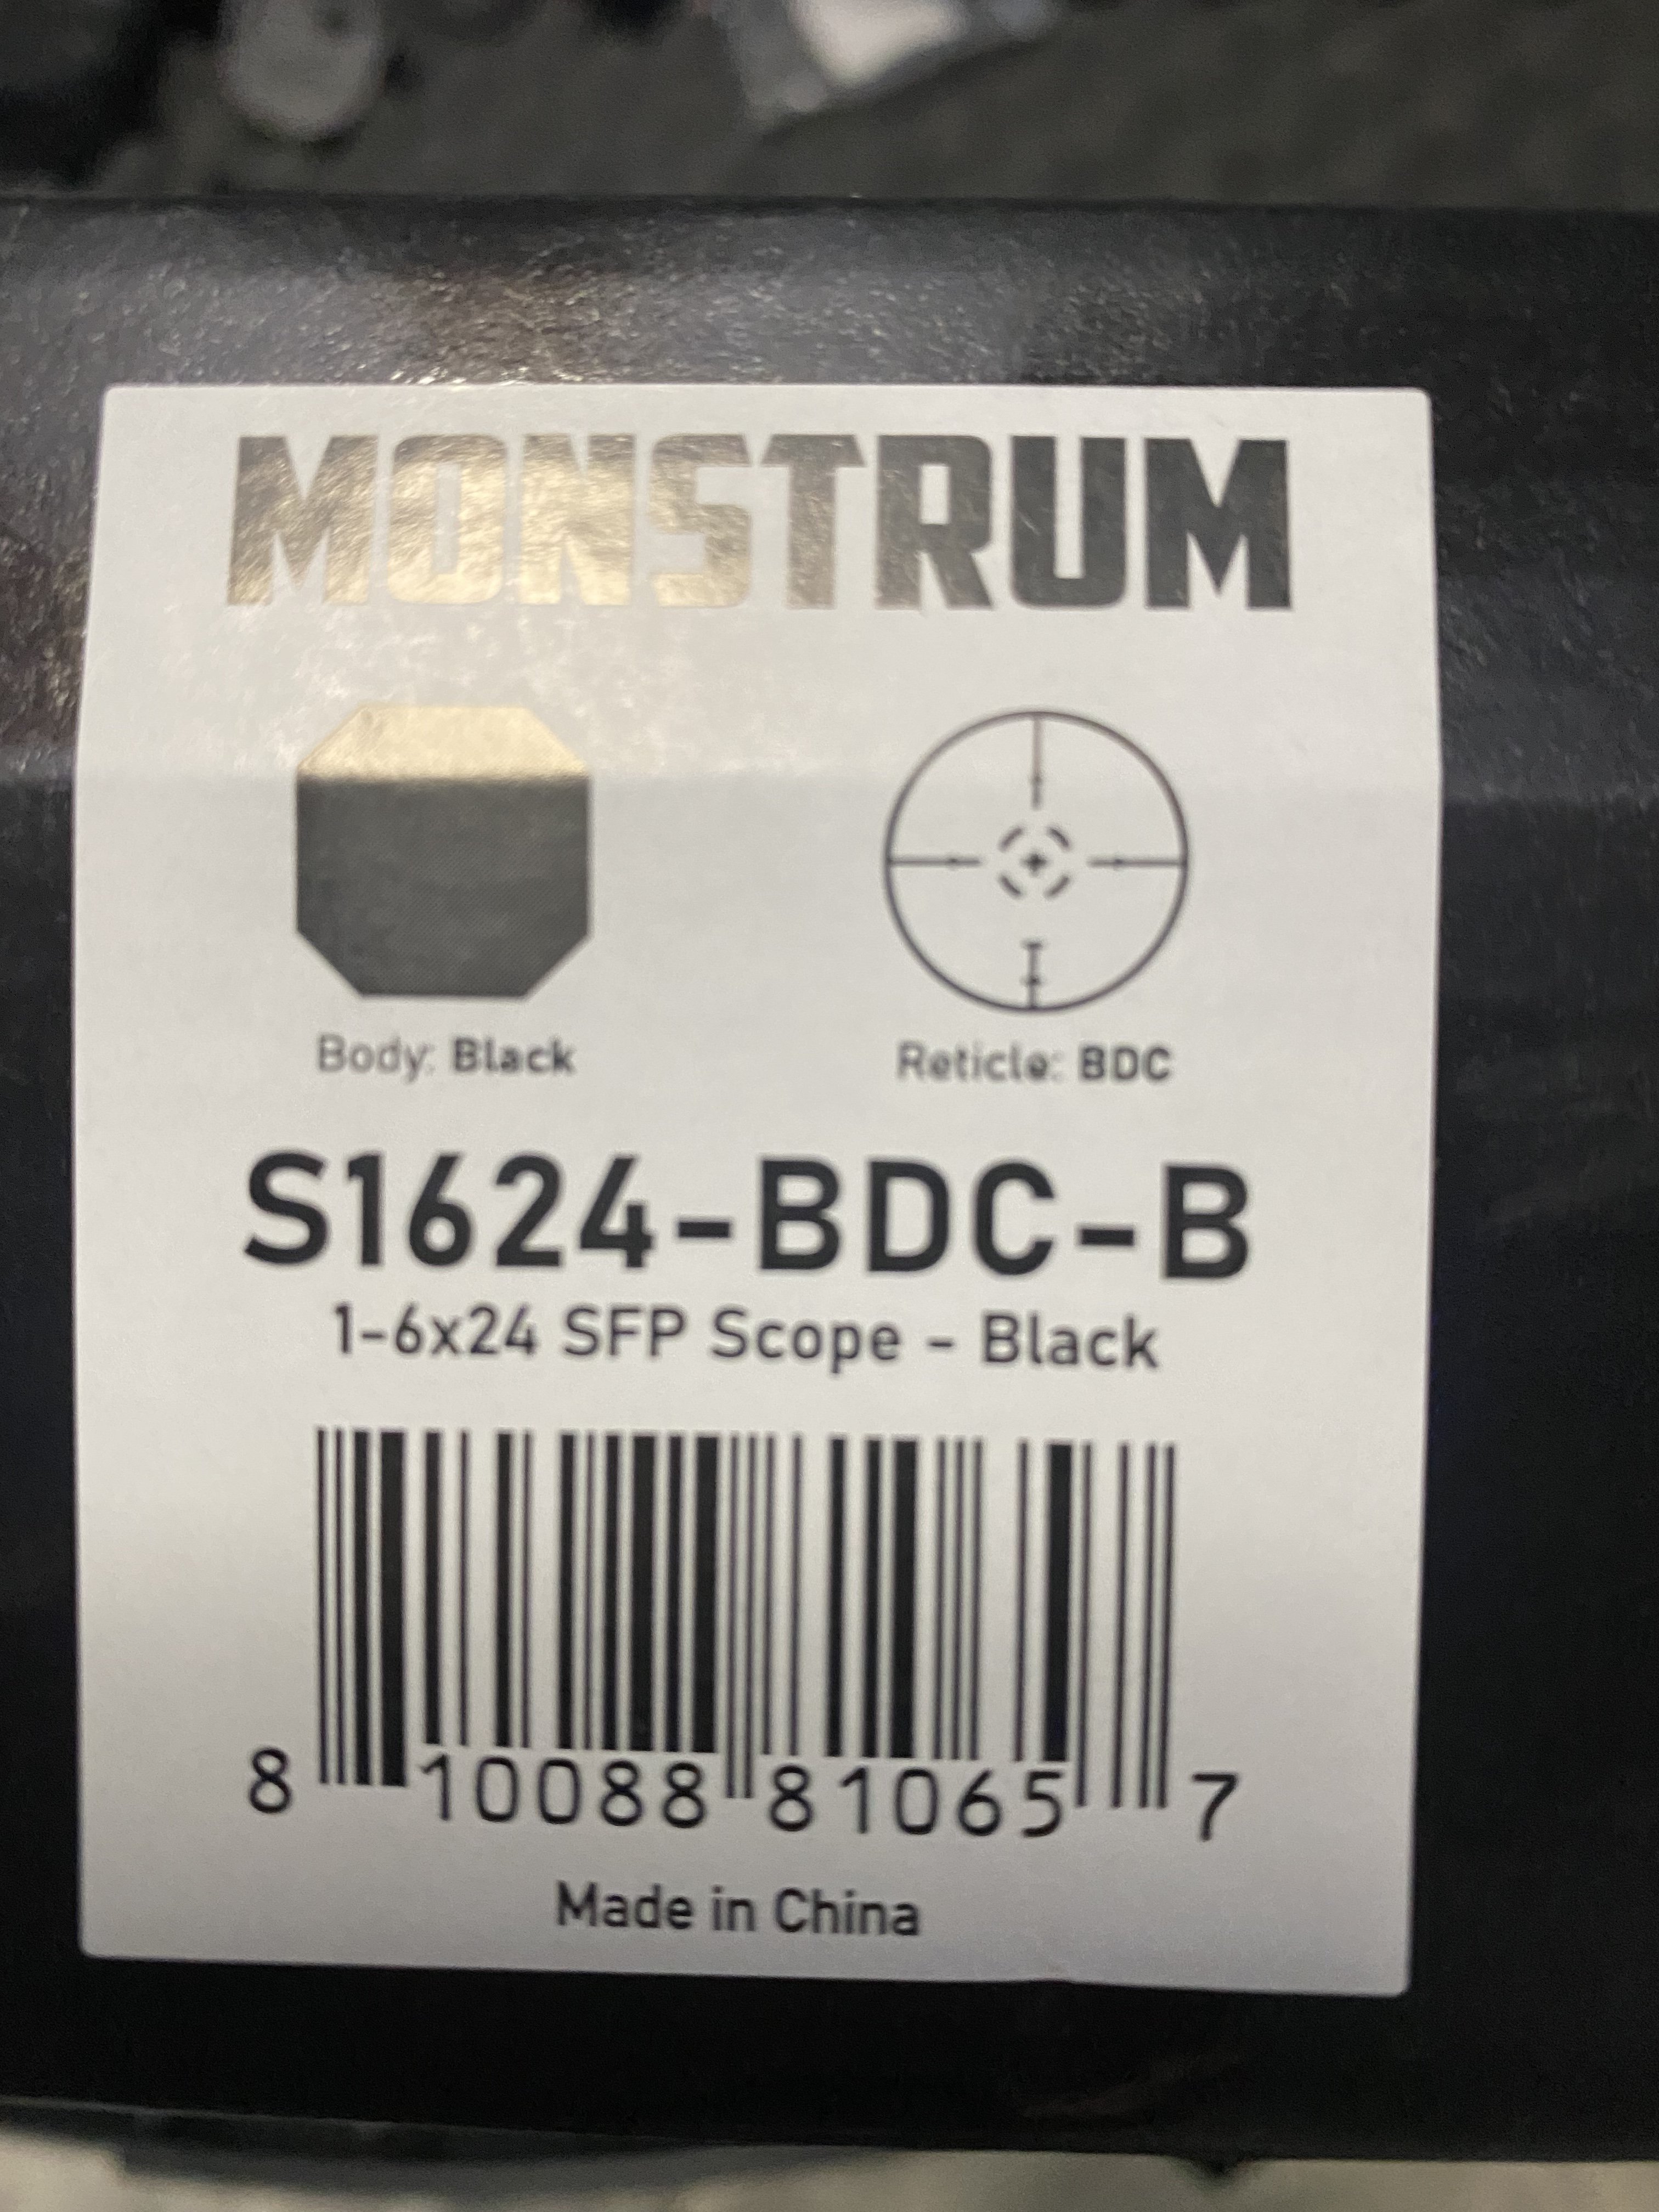 MONSTRUM
Body: Black
Reticle: BDC
S1624-BDC-B
1-6x24 SFP Scope - Black
8 10088 81065 7
Made in China